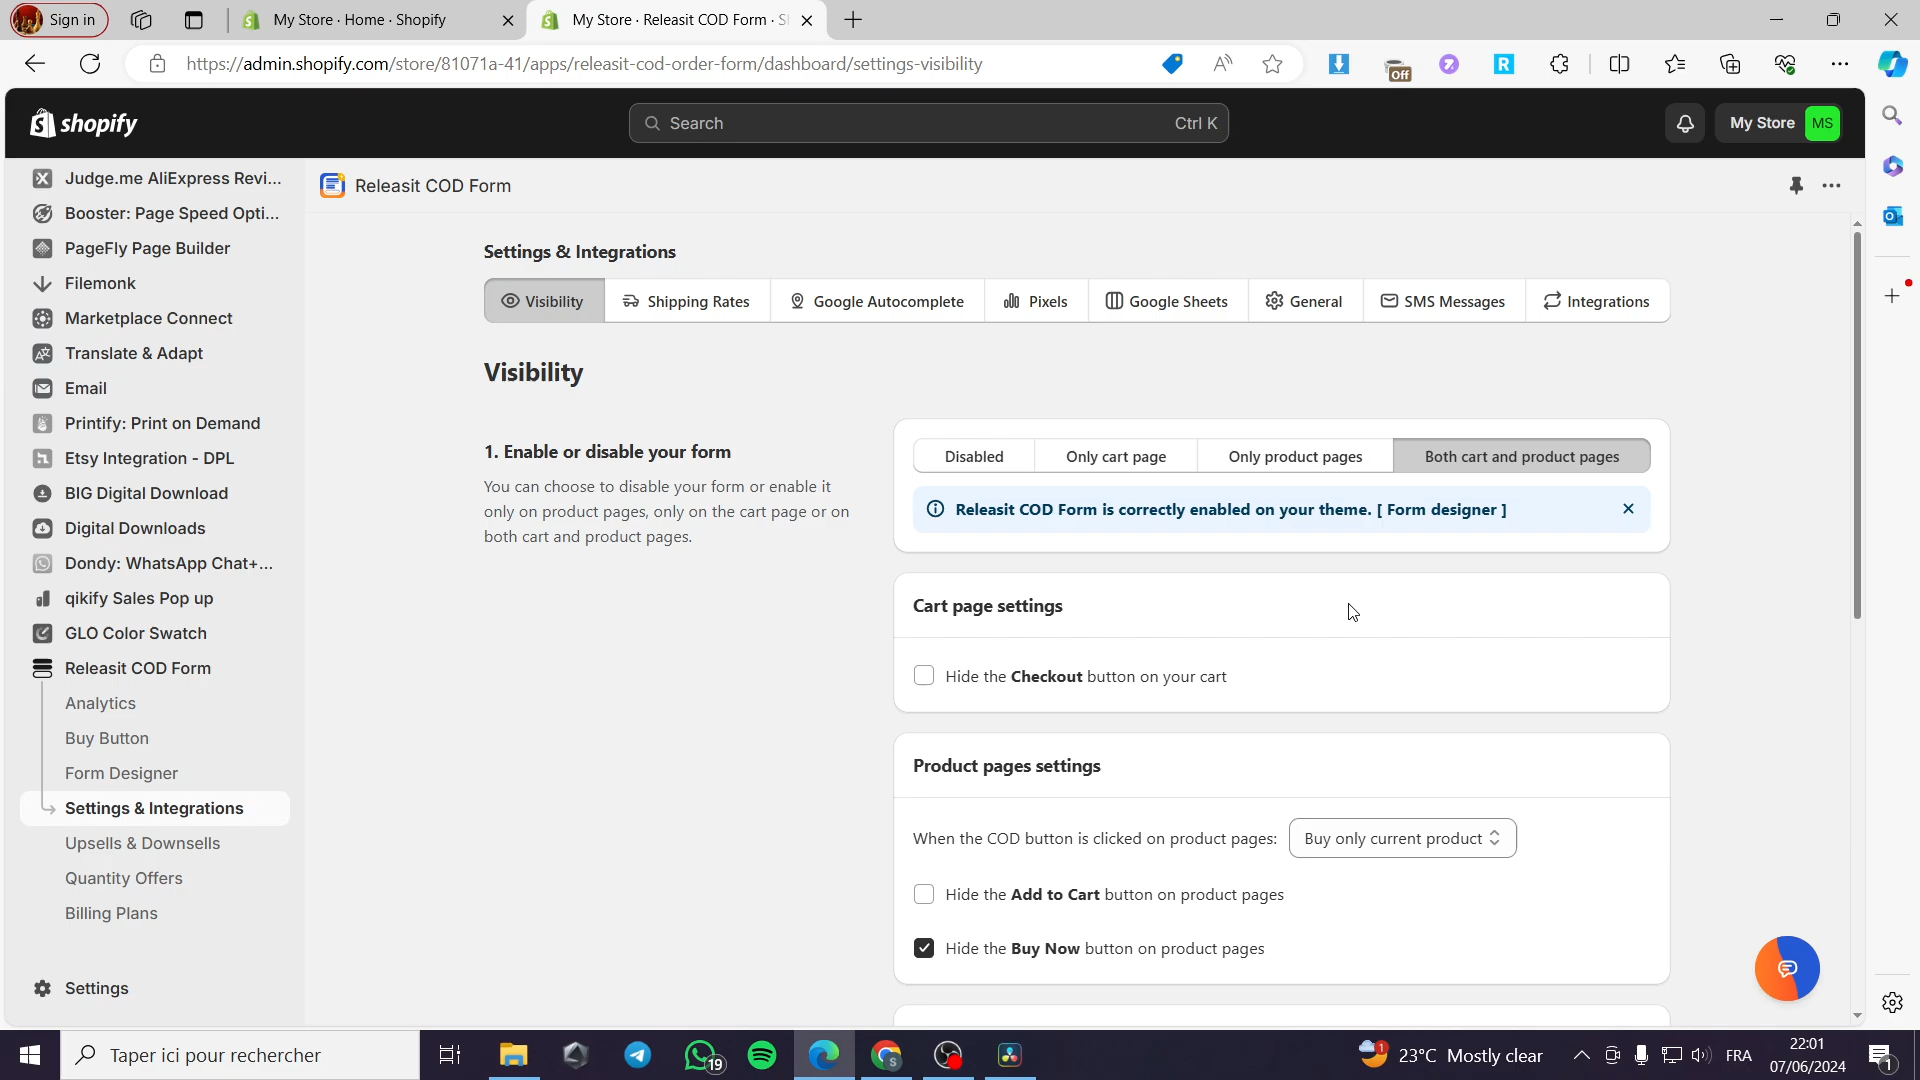 Sign in
My Store · Home · Shopify
My Store · Releasit COD Form · S
https://admin.shopify.com/store/81071a-41/apps/releasit-cod-order-form/dashboard/settings-visibility
Off
shopify
Search
Ctrl K
My Store
MS
Judge.me AliExpress Revi...
Booster: Page Speed Opti...
PageFly Page Builder
Filemonk
Marketplace Connect
Translate & Adapt
Email
Printify: Print on Demand
Etsy Integration - DPL
BIG Digital Download
Digital Downloads
Dondy: WhatsApp Chat+...
qikify Sales Pop up
GLO Color Swatch
Releasit COD Form
Analytics
Buy Button
Form Designer
Settings & Integrations
Upsells & Downsells
Quantity Offers
Billing Plans
Settings
Releasit COD Form
Settings & Integrations
Visibility
Shipping Rates
Google Autocomplete
Pixels
Google Sheets
General
SMS Messages
Integrations
Visibility
1. Enable or disable your form
You can choose to disable your form or enable it
only on product pages, only on the cart page or on
both cart and product pages.
Disabled
Only cart page
Only product pages
Both cart and product pages
Releasit COD Form is correctly enabled on your theme. [ Form designer ]
Cart page settings
Hide the Checkout button on your cart
Product pages settings
When the COD button is clicked on product pages:
Buy only current product
Hide the Add to Cart button on product pages
Hide the Buy Now button on product pages
Taper ici pour rechercher
19
1
23°C Mostly clear
FRA
22:01
07/06/2024
1